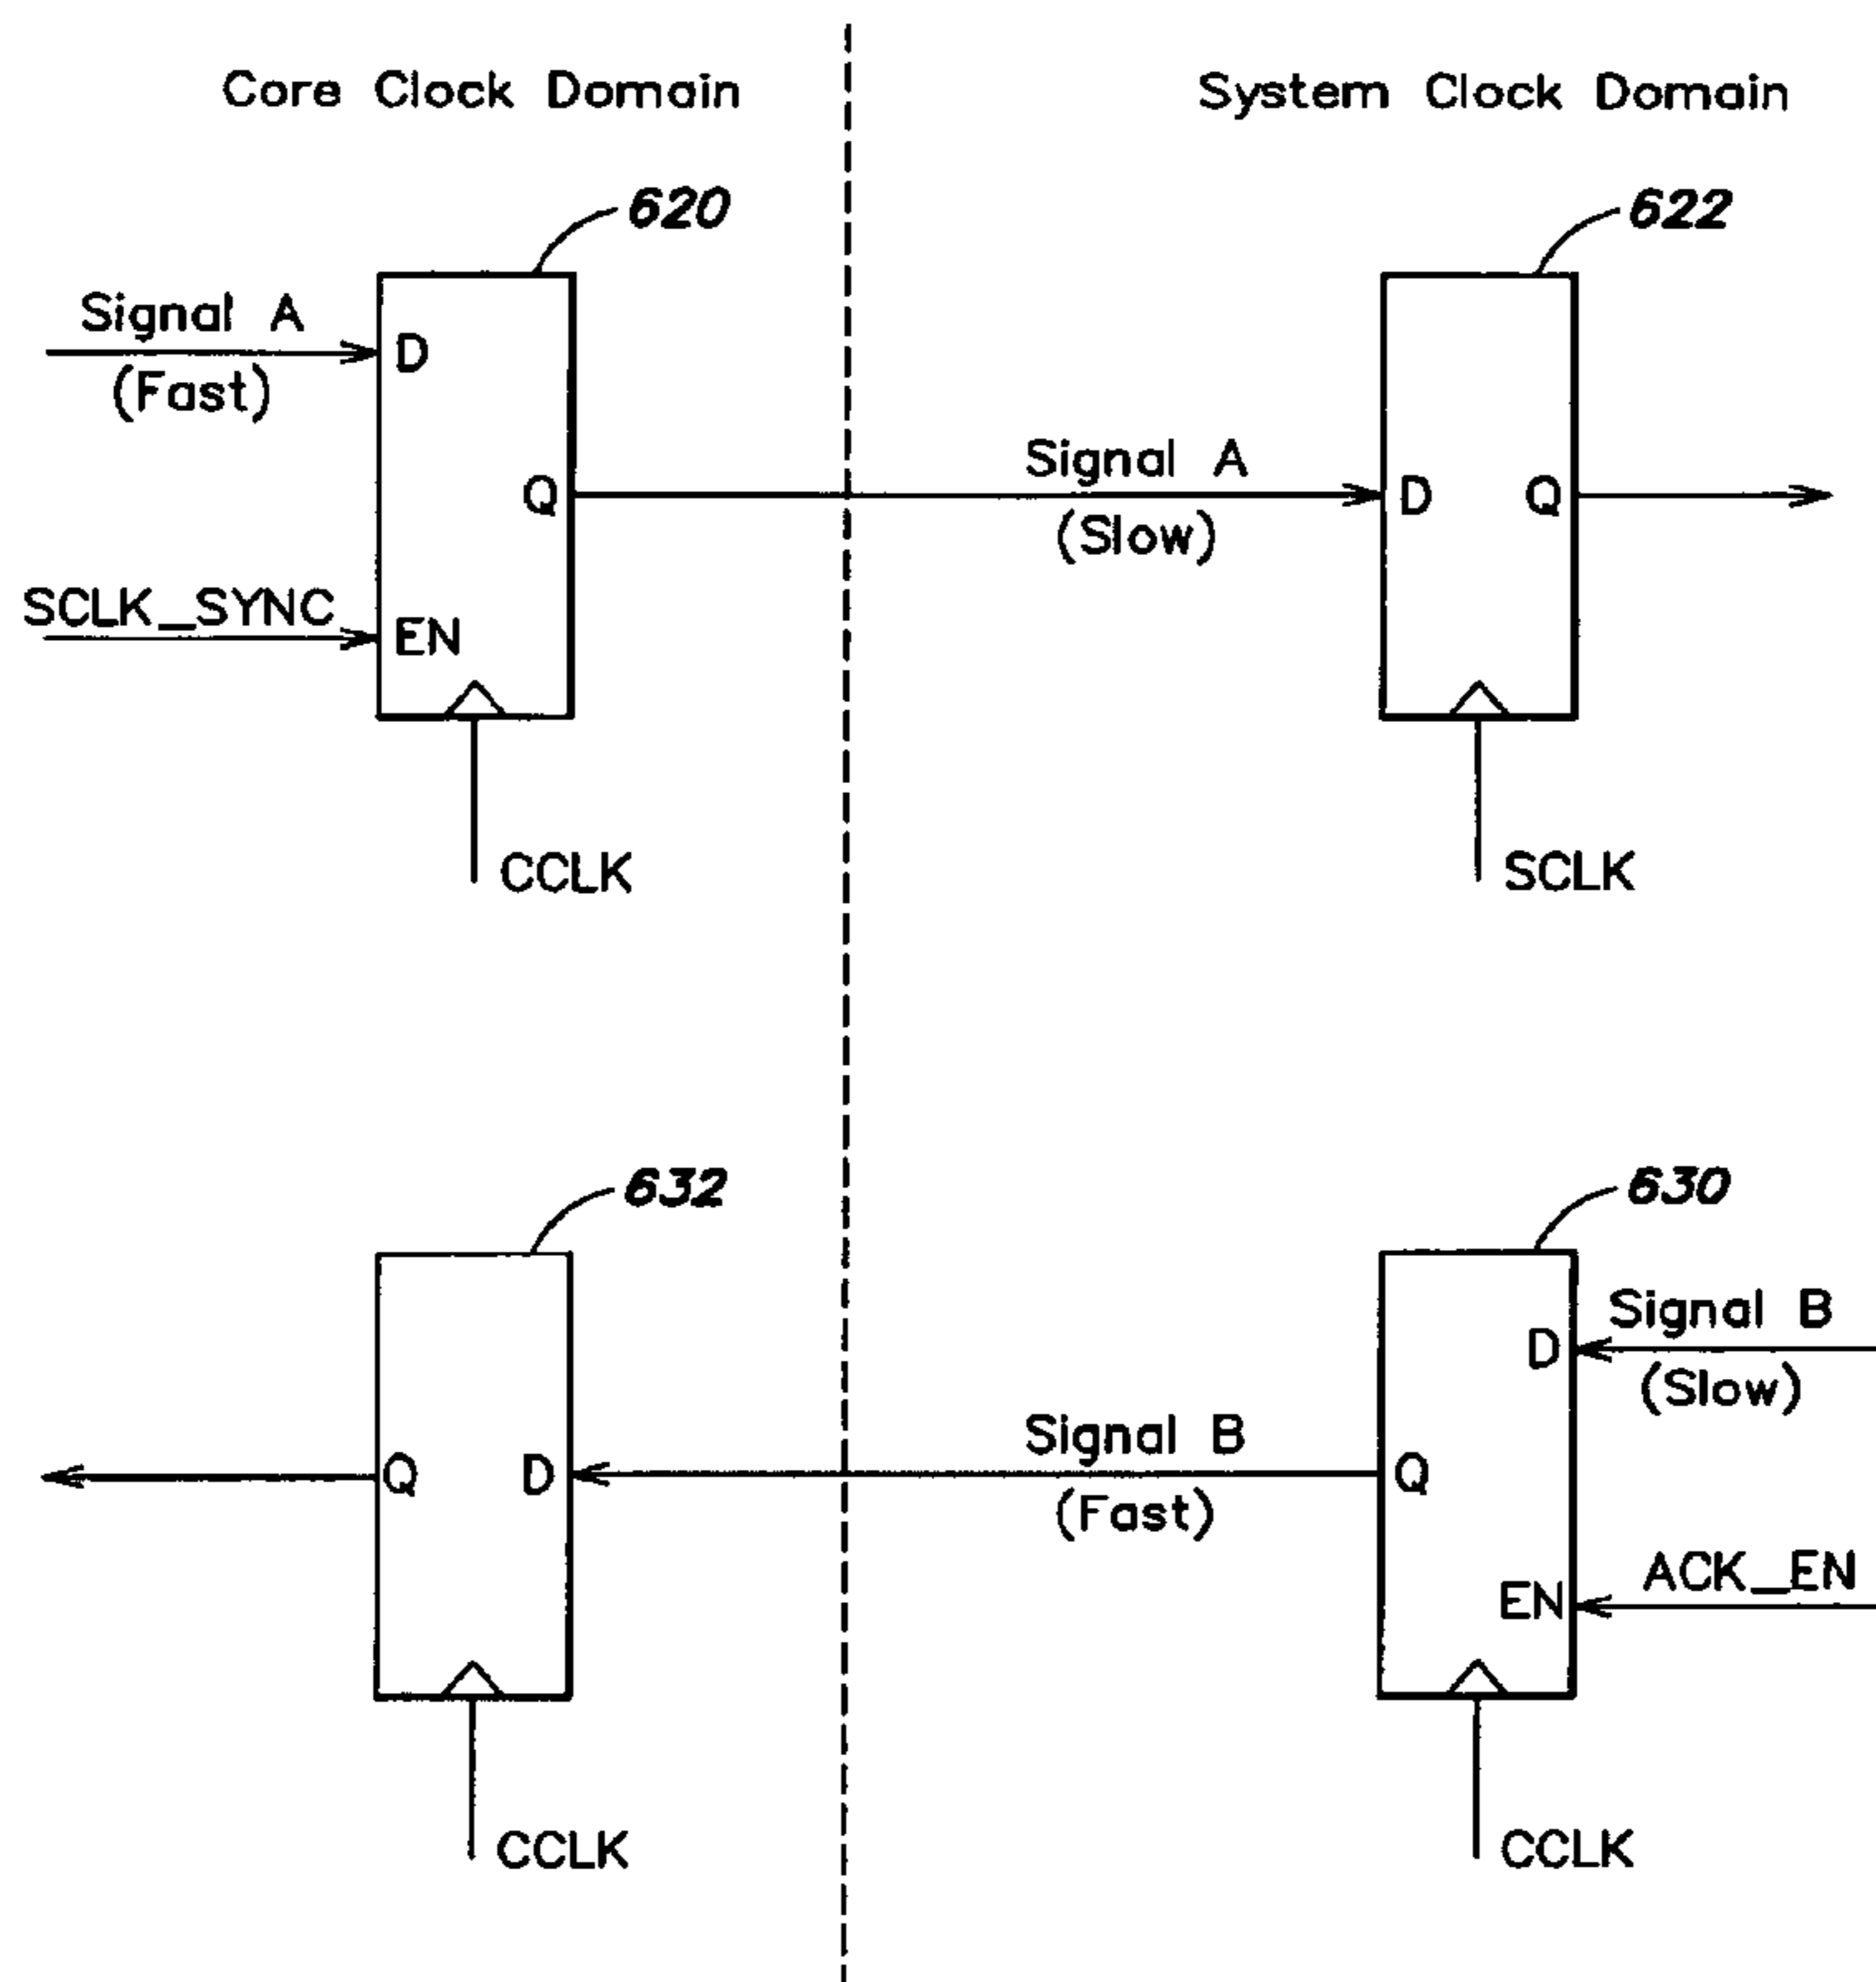 Core Clock Domain
System Clock Domain
620
622
Signal A
(Fast)
D
Q
SCLK_SYNC
EN
CCLK
Signal A
(Slow)
D
Q
SCLK
632
630
Signal B
(Slow)
D
Q
D
Signal B
(Fast)
Q
ACK_EN
EN
CCLK
CCLK